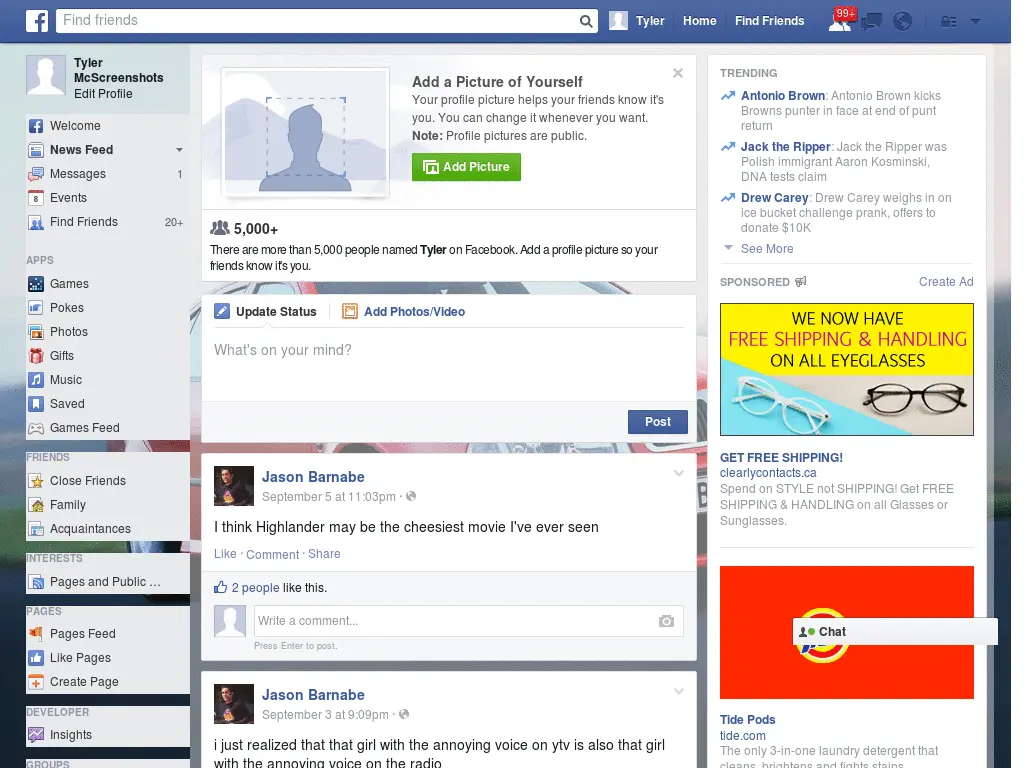 Find friends
Tyler
Home
Find Friends
99+
Tyler
McScreenshots
Edit Profile
Welcome
News Feed
Messages 1
8
Events
Find Friends 20+
APPS
Games
Pokes
Photos
Gifts
Music
Saved
Games Feed
FRIENDS
Close Friends
Family
Acquaintances
INTERESTS
Pages and Public ...
PAGES
Pages Feed
Like Pages
Create Page
DEVELOPER
Insights
GROUPS
Add a Picture of Yourself
Your profile picture helps your friends know it's
you. You can change it whenever you want.
Note: Profile pictures are public.
Add Picture
5,000+
There are more than 5,000 people named Tyler on Facebook. Add a profile picture so your
friends know it's you.
Update Status
Add Photos/Video
What's on your mind?
Post
Jason Barnabe
September 5 at 11:03pm ·
I think Highlander may be the cheesiest movie I've ever seen
Like · Comment · Share
2 people like this.
Write a comment...
Press Enter to post.
Jason Barnabe
September 3 at 9:09pm ·
i just realized that that girl with the annoying voice on ytv is also that girl
with the annoying voice on the radio
TRENDING
Antonio Brown: Antonio Brown kicks
Browns punter in face at end of punt
return
Jack the Ripper: Jack the Ripper was
Polish immigrant Aaron Kosminski,
DNA tests claim
Drew Carey: Drew Carey weighs in on
ice bucket challenge prank, offers to
donate $10K
See More
SPONSORED
Create Ad
WE NOW HAVE
FREE SHIPPING & HANDLING
ON ALL EYEGLASSES
GET FREE SHIPPING!
clearlycontacts.ca
Spend on STYLE not SHIPPING! Get FREE
SHIPPING & HANDLING on all Glasses or
Sunglasses.
Chat
Tide Pods
tide.com
The only 3-in-one laundry detergent that
cleans, brightens and fights stains